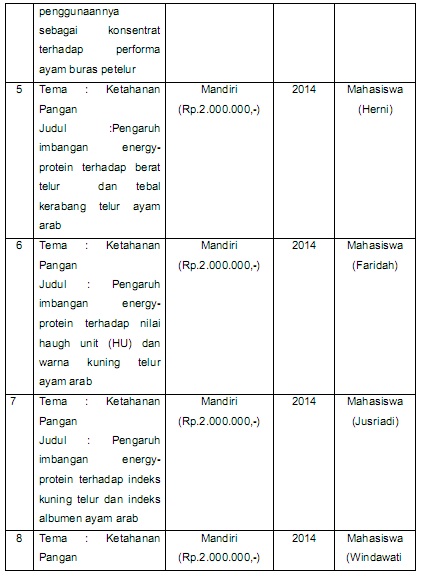 penggunaannya
sebagai konsentrat
terhadap performa
ayam buras petelur
5 Tema : Ketahanan Mandiri 2014 Mahasiswa
Pangan (Rp.2.000.000,-) (Herni)
Judul :Pengaruh
imbangan energy-
protein terhadap berat
telur dan tebal
kerabang telur ayam
arab
6 Tema : Ketahanan Mandiri 2014 Mahasiswa
Pangan (Rp.2.000.000,-) (Faridah)
Judul : Pengaruh
imbangan energy-
protein terhadap nilai
haugh unit (HU) dan
warna kuning telur
ayam arab
7 Tema : Ketahanan Mandiri 2014 Mahasiswa
Pangan (Rp.2.000.000,-) (Jusriadi)
Judul : Pengaruh
imbangan energy-
protein terhadap indeks
kuning telur dan indeks
albumen ayam arab
8 Tema : Ketahanan Mandiri 2014 Mahasiswa
Pangan (Rp.2.000.000,-) (Windawati